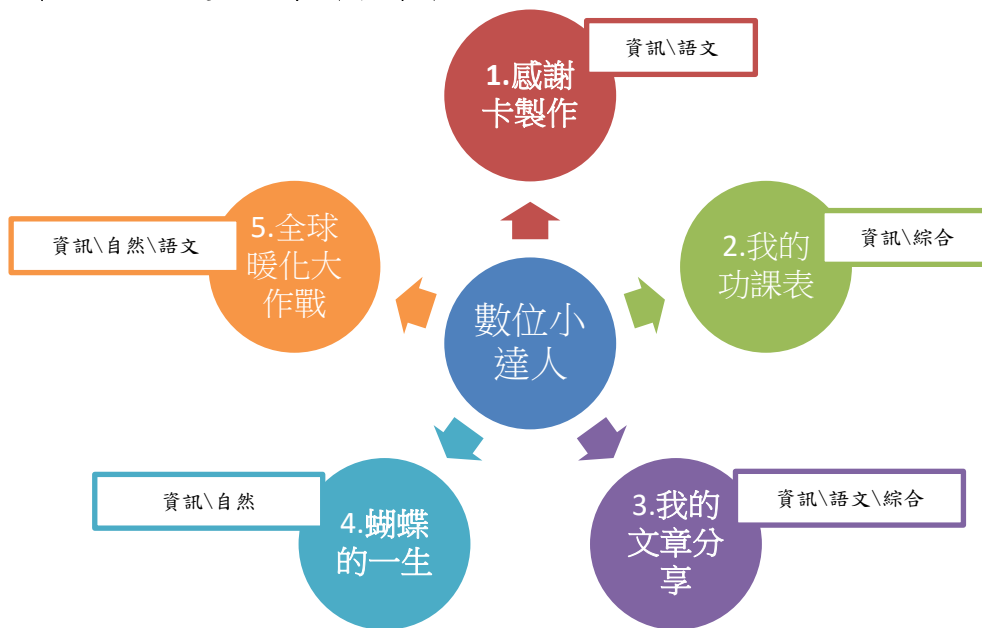 資訊\語文
1.感謝
卡製作
資訊\綜合
2.我的
功課表
資訊\語文\綜合
3.我的
文章分
享
資訊\自然
4.蝴蝶
的一生
資訊\自然\語文
5.全球
暖化大
作戰
數位小
達人